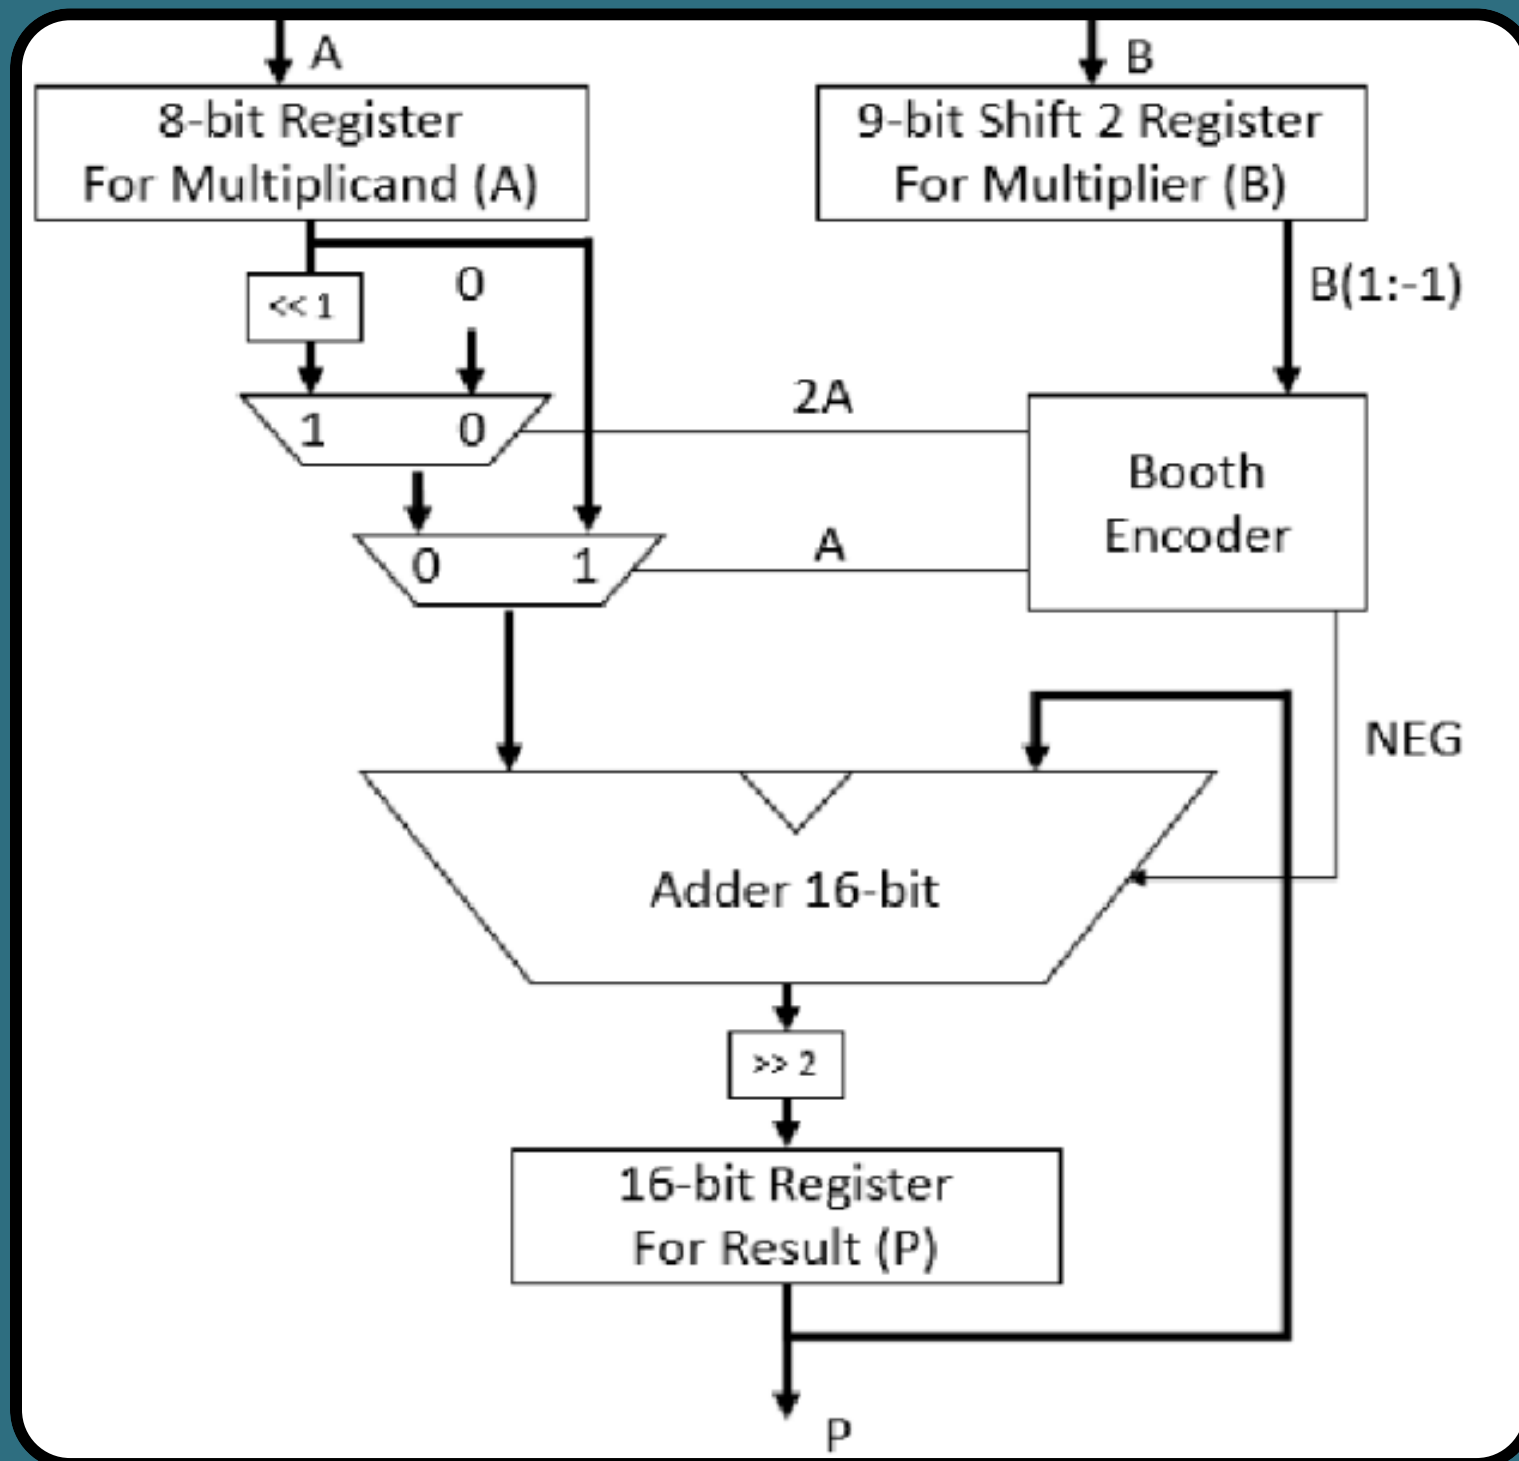 A
B
8-bit Register
For Multiplicand (A)
9-bit Shift 2 Register
For Multiplier (B)
<< 1
0
B(1:-1)
2A
1
0
Booth
Encoder
A
0
1
NEG
Adder 16-bit
>> 2
16-bit Register
For Result (P)
P